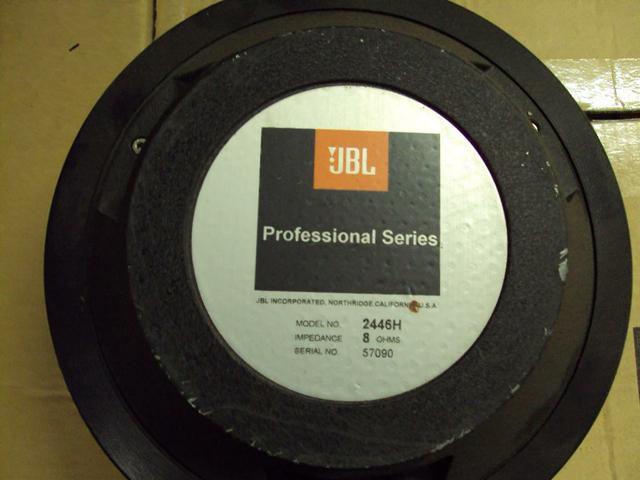 JBL
Professional Series
JBL INCORPORATED, NORTHRIDGE, CALIFORNIA, U.S.A.
MODEL NO. 2446H
IMPEDANCE 8 OHMS
SERIAL NO. 57090